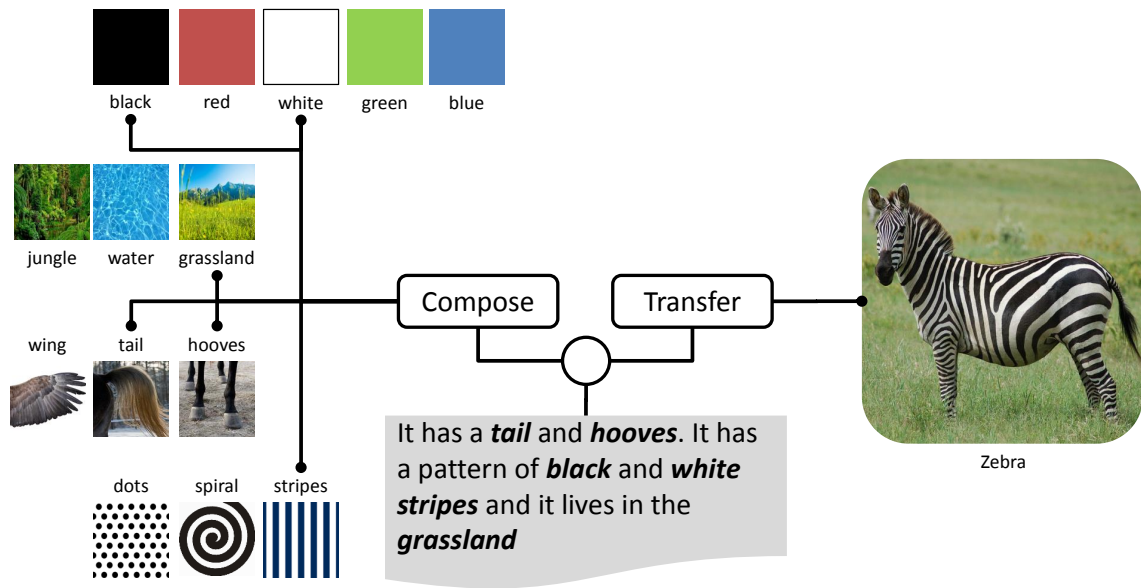 black red white green blue
jungle water grassland
Compose Transfer
wing tail hooves
It has a tail and hooves. It has
a pattern of black and white
stripes and it lives in the
grassland
Zebra
dots spiral stripes